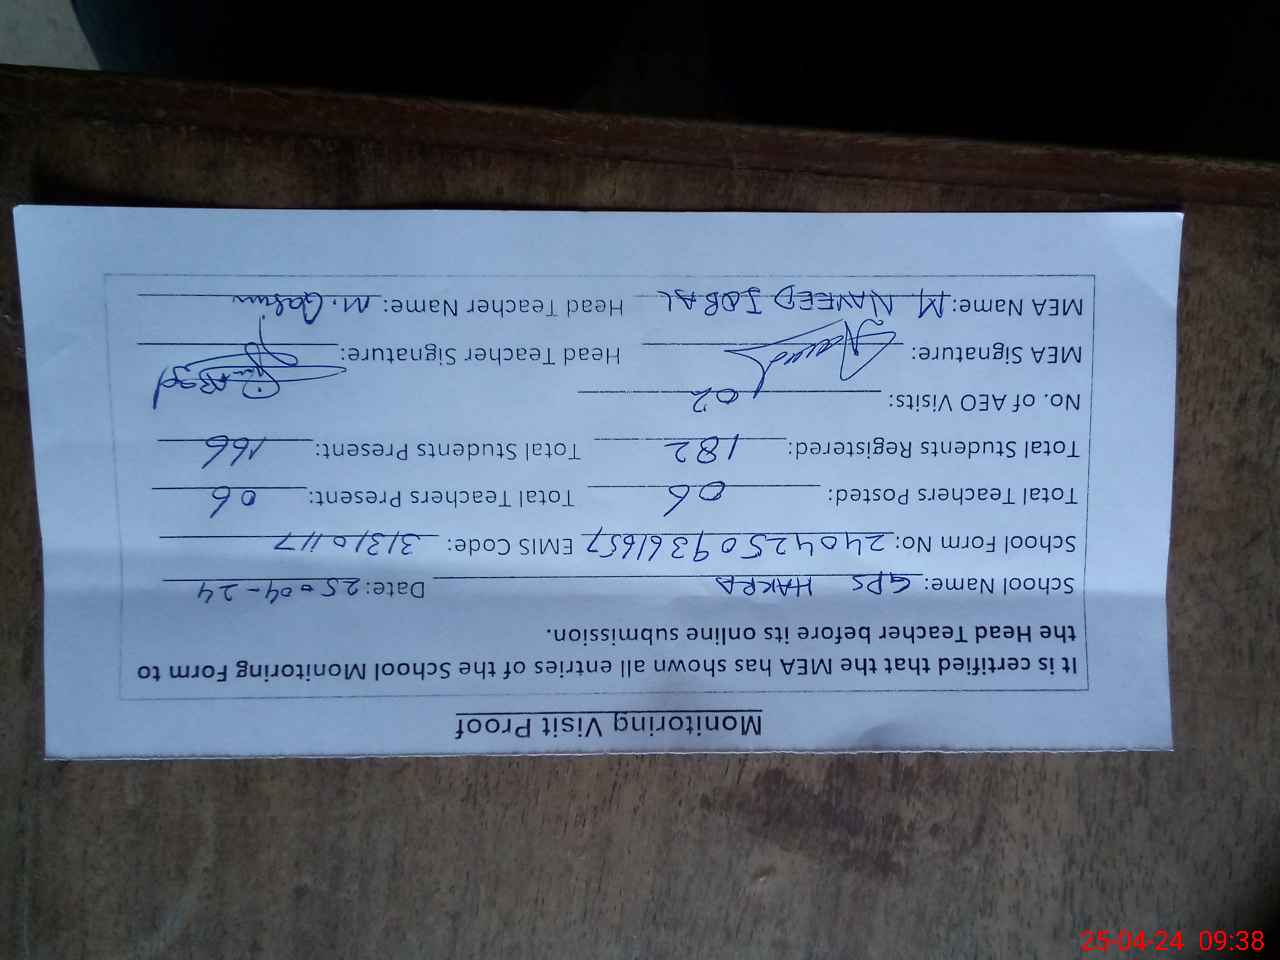 Monitoring Visit Proof
It is certified that the MEA has shown all entries of the School Monitoring Form to
the Head Teacher before its online submission.
School Name: GPS HAKRA Date: 25-04-24
School Form No: 24042509361657 EMIS Code: 31310117
Total Teachers Posted: 06 Total Teachers Present: 06
Total Students Registered: 182 Total Students Present: 166
No. of AEO Visits: 02
MEA Signature: Head Teacher Signature:
MEA Name: M NAVEED IQBAL Head Teacher Name: M.
25-04-24 09:38